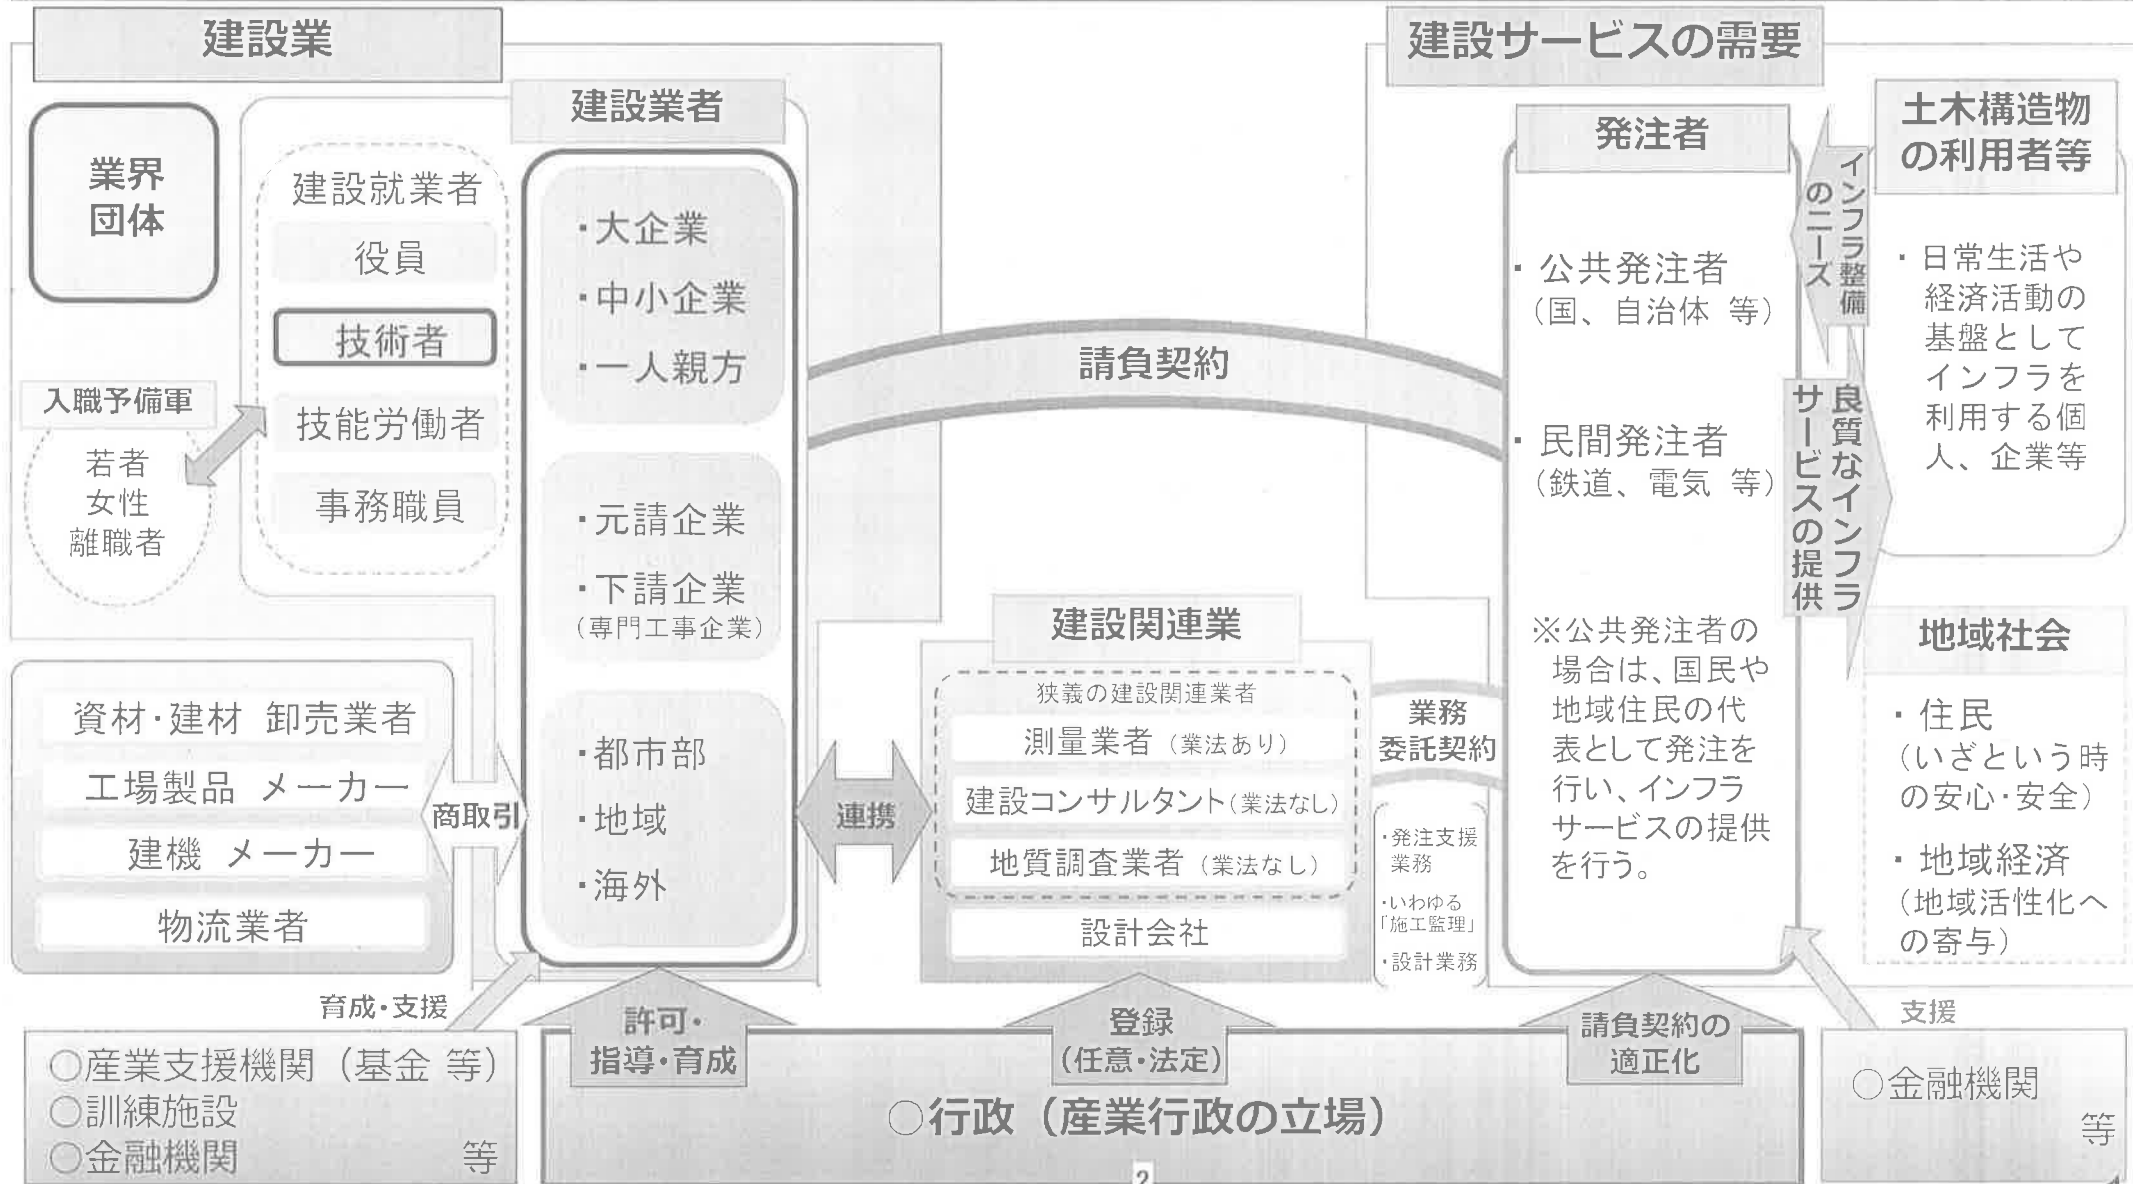 建設業
業界
団体
建設業者
建設就業者
役員
技術者
技能労働者
事務職員
入職予備軍
若者
女性
離職者
・大企業
・中小企業
・一人親方
・元請企業
・下請企業
(専門工事企業)
・都市部
・地域
・海外
資材・建材 卸売業者
工場製品 メーカー
建機 メーカー
物流業者
商取引
連携
請負契約
建設関連業
狭義の建設関連業者
測量業者(業法あり)
建設コンサルタント(業法なし)
地質調査業者(業法なし)
設計会社
業務
委託契約
・発注支援
業務
・いわゆる
「施工監理」
・設計業務
建設サービスの需要
発注者
・公共発注者
(国、自治体 等)
・民間発注者
(鉄道、電気 等)
※公共発注者の
場合は、国民や
地域住民の代
表として発注を
行い、インフラ
サービスの提供
を行う。
インフラ整備
のニーズ
良質なインフラ
サービスの提供
土木構造物
の利用者等
・日常生活や
経済活動の
基盤として
インフラを
利用する個
人、企業等
地域社会
・住民
(いざという時
の安心・安全)
・地域経済
(地域活性化へ
の寄与)
育成・支援
○産業支援機関(基金 等)
○訓練施設
○金融機関 等
許可・
指導・育成
登録
(任意・法定)
請負契約の
適正化
○行政(産業行政の立場)
支援
○金融機関
等
2